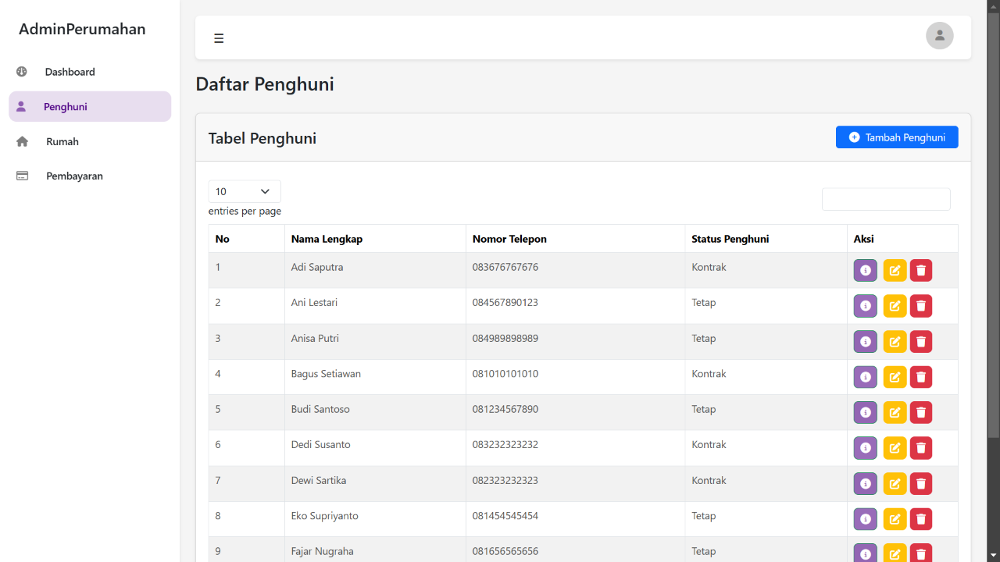 AdminPerumahan
Dashboard
Penghuni
Rumah
Pembayaran
Daftar Penghuni
Tabel Penghuni
Tambah Penghuni
10
entries per page
No Nama Lengkap Nomor Telepon Status Penghuni Aksi
1 Adi Saputra 083676767676 Kontrak
2 Ani Lestari 084567890123 Tetap
3 Anisa Putri 084989898989 Tetap
4 Bagus Setiawan 081010101010 Kontrak
5 Budi Santoso 081234567890 Tetap
6 Dedi Susanto 083232323232 Kontrak
7 Dewi Sartika 082323232323 Kontrak
8 Eko Supriyanto 081454545454 Tetap
9 Fajar Nugraha 081656565656 Tetap